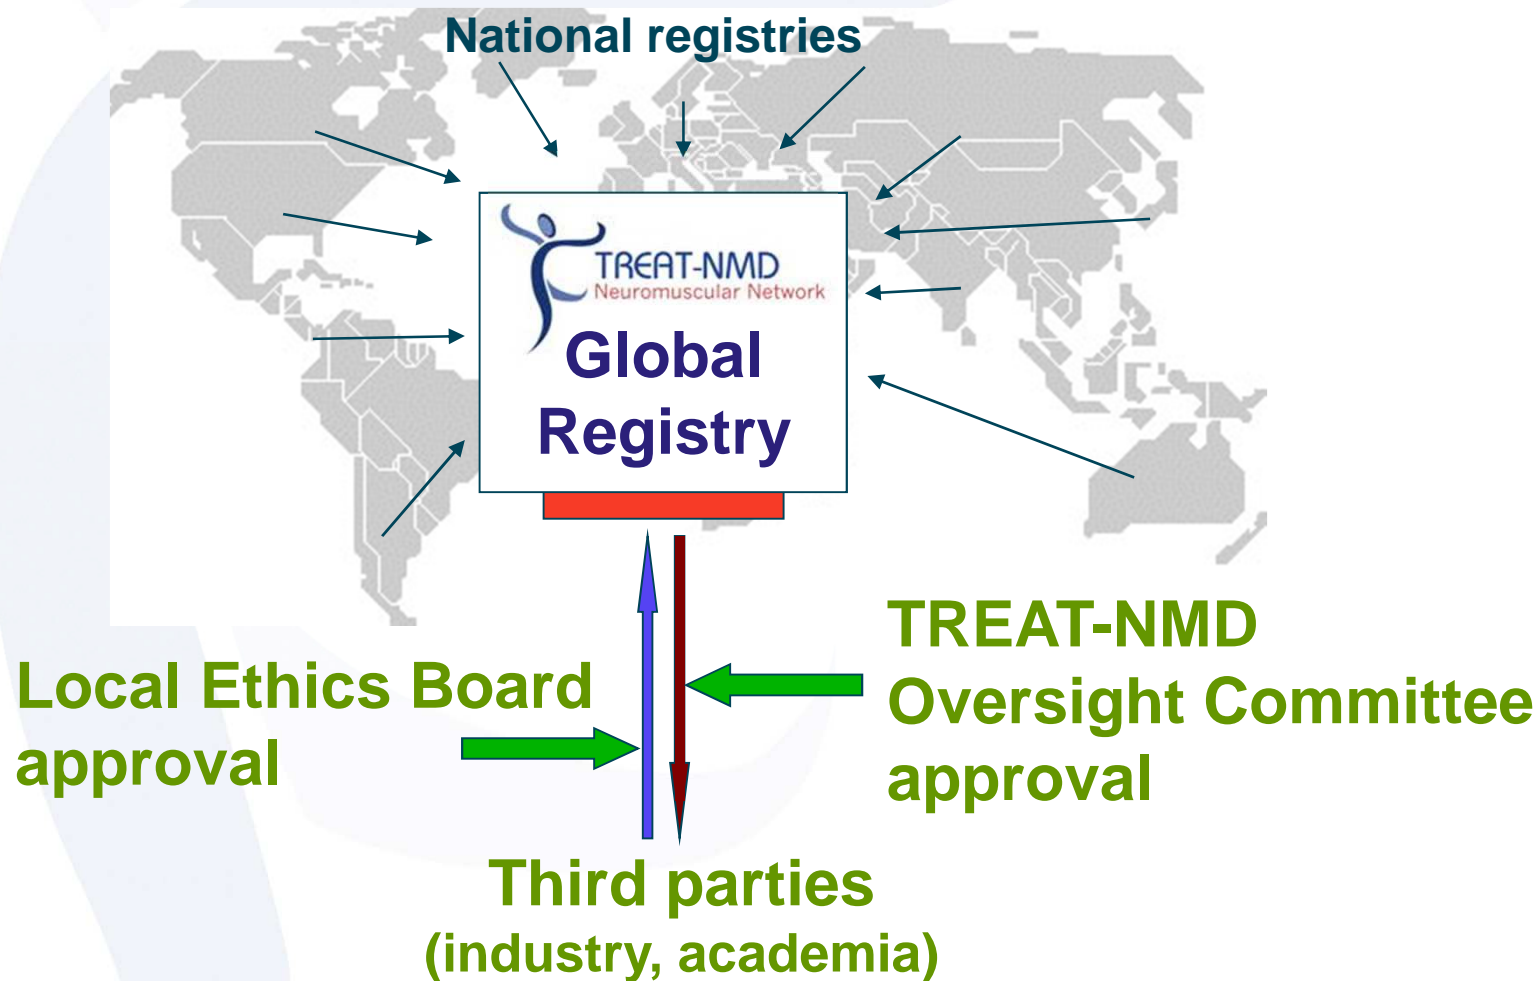 National registries
TREAT-NMD
Neuromuscular Network
Global
Registry
Local Ethics Board
approval
TREAT-NMD
Oversight Committee
approval
Third parties
(industry, academia)